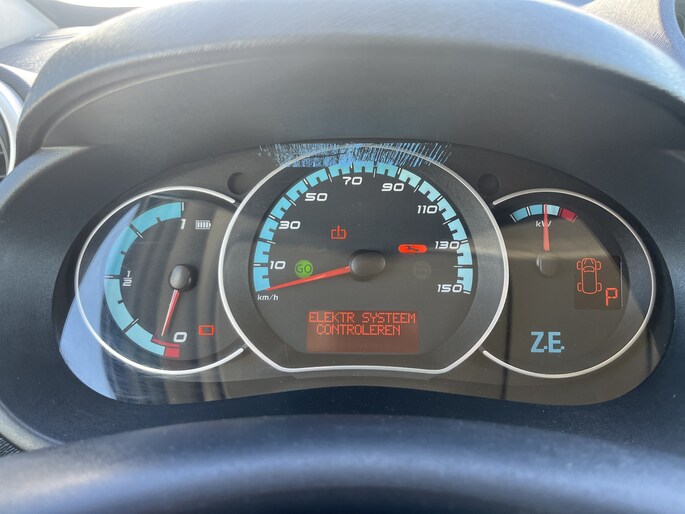 70
50
90
30
110
10
130
150
km/h
GO
ELEKTR SYSTEEM
CONTROLEREN
1
1/2
0
kW
P
Z.E.